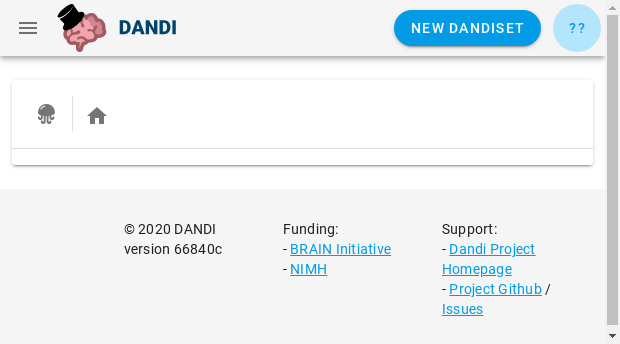 DANDI
NEW DANDISET
??
© 2020 DANDI
version 66840c
Funding:
- BRAIN Initiative
- NIMH
Support:
- Dandi Project
Homepage
- Project Github /
Issues